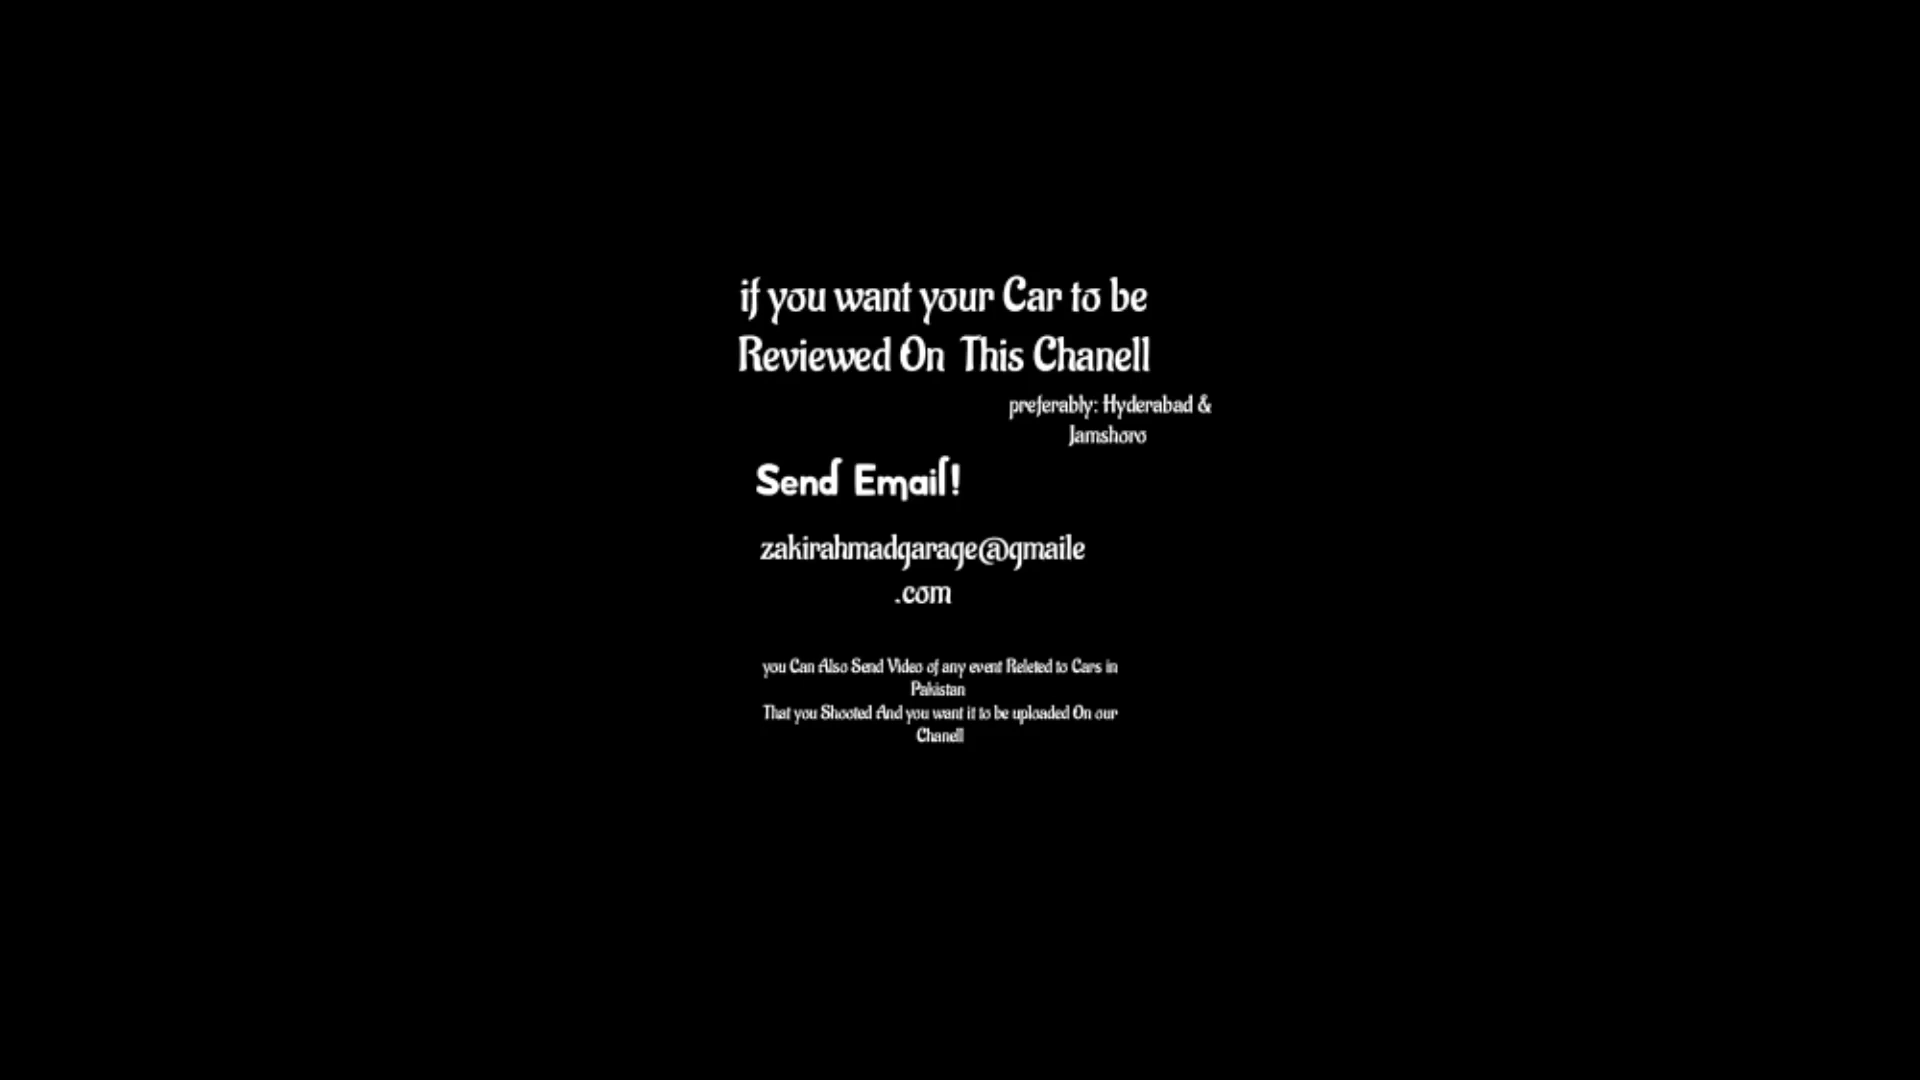 if you want your Car to be
Reviewed On This Chanell
preferably: Hyderabad &
Jamshoro
Send Email!
zakirahmadgarage@gmaile
.com
you Can Also Send Video of any event Releted to Cars in
Pakistan
That you Shooted And you want it to be uploaded On our
Chanell